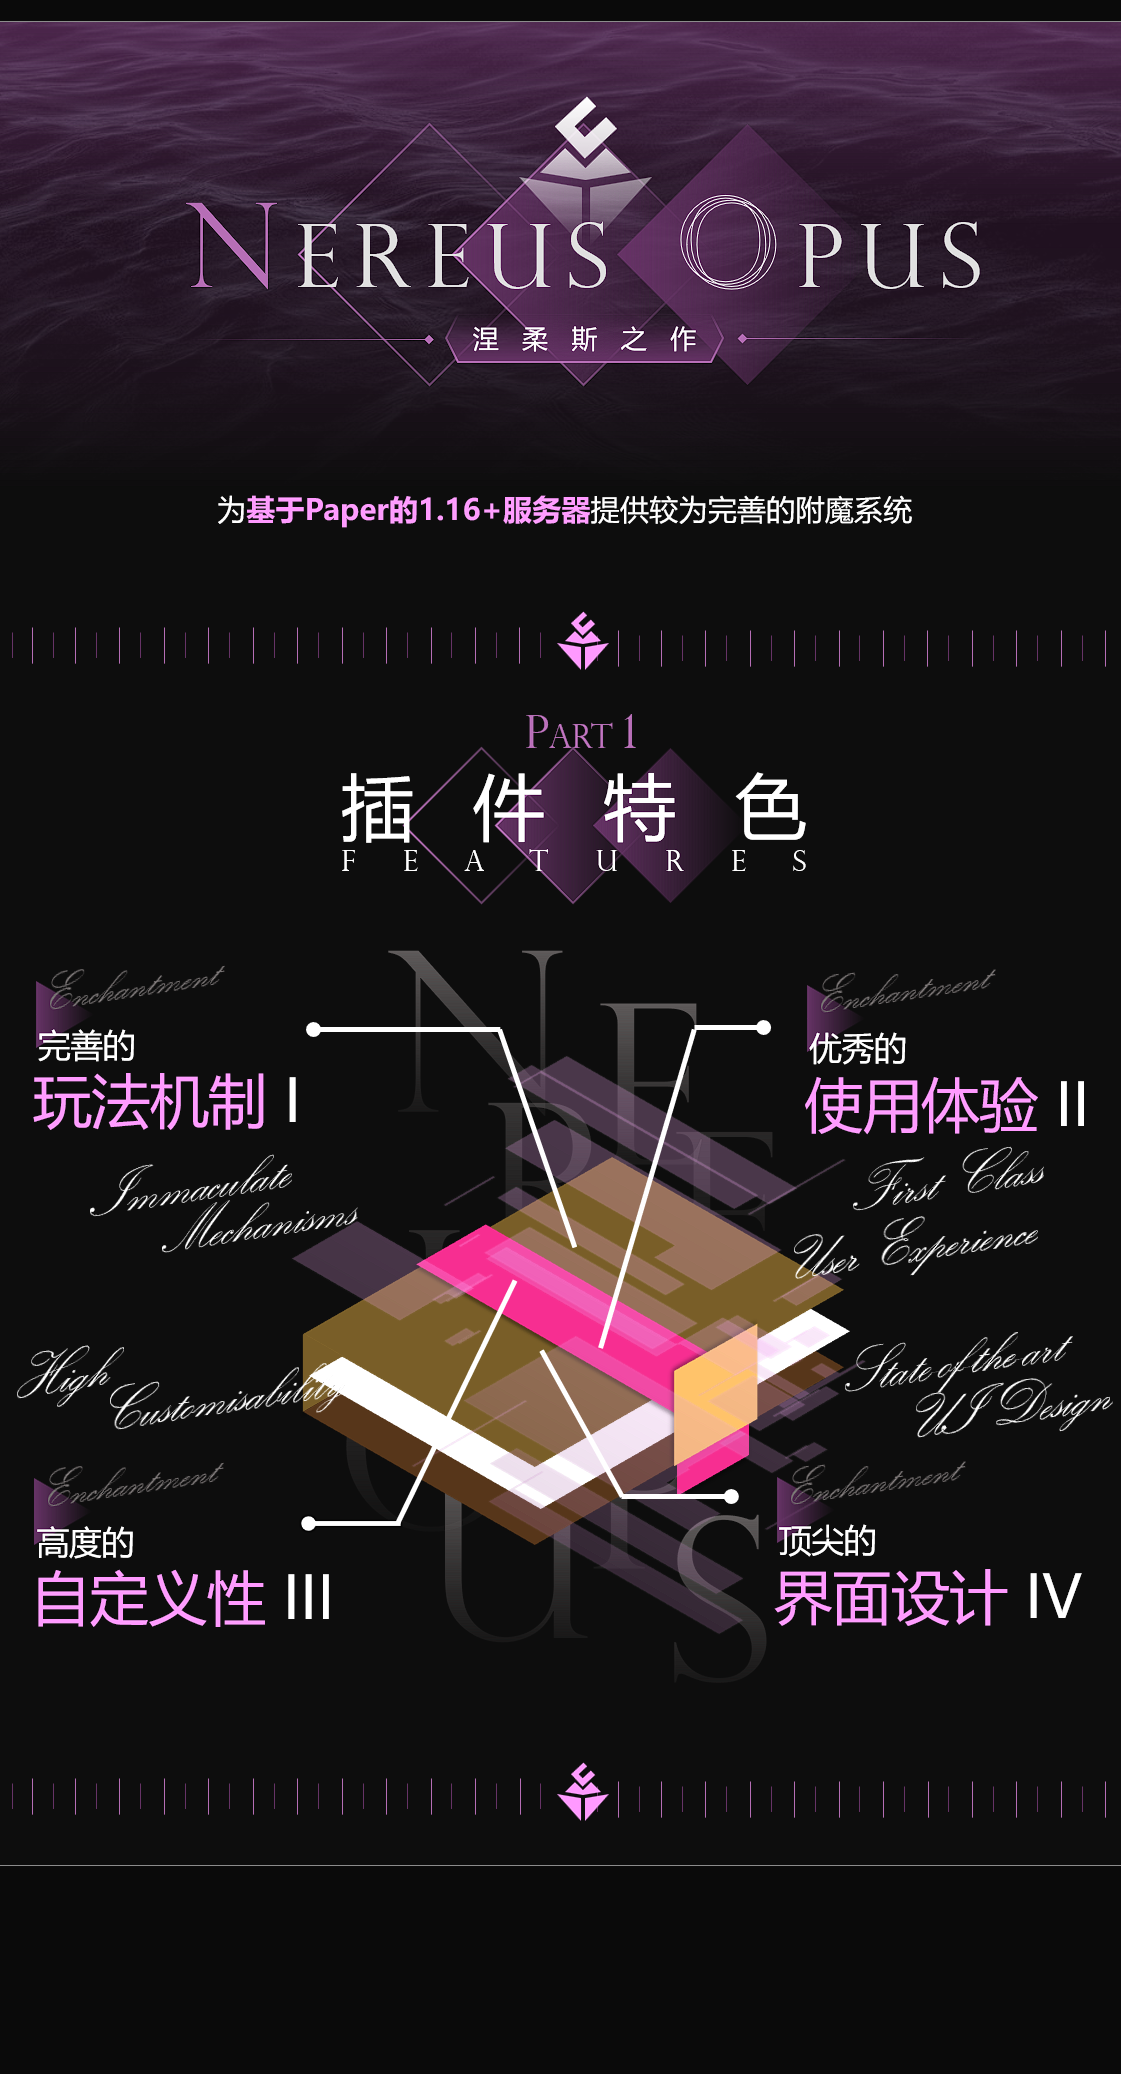 NEREUS OPUS
涅柔斯之作
为基于Paper的1.16+服务器提供较为完善的附魔系统
PART 1
插件特色
FEATURES
NEREUS OPUS
Enchantment
完善的
玩法机制 I
Immaculate
Mechanisms
Enchantment
优秀的
使用体验 II
First Class
User Experience
High
Customisability
Enchantment
高度的
自定义性 III
State of the art
UI Design
Enchantment
顶尖的
界面设计 IV